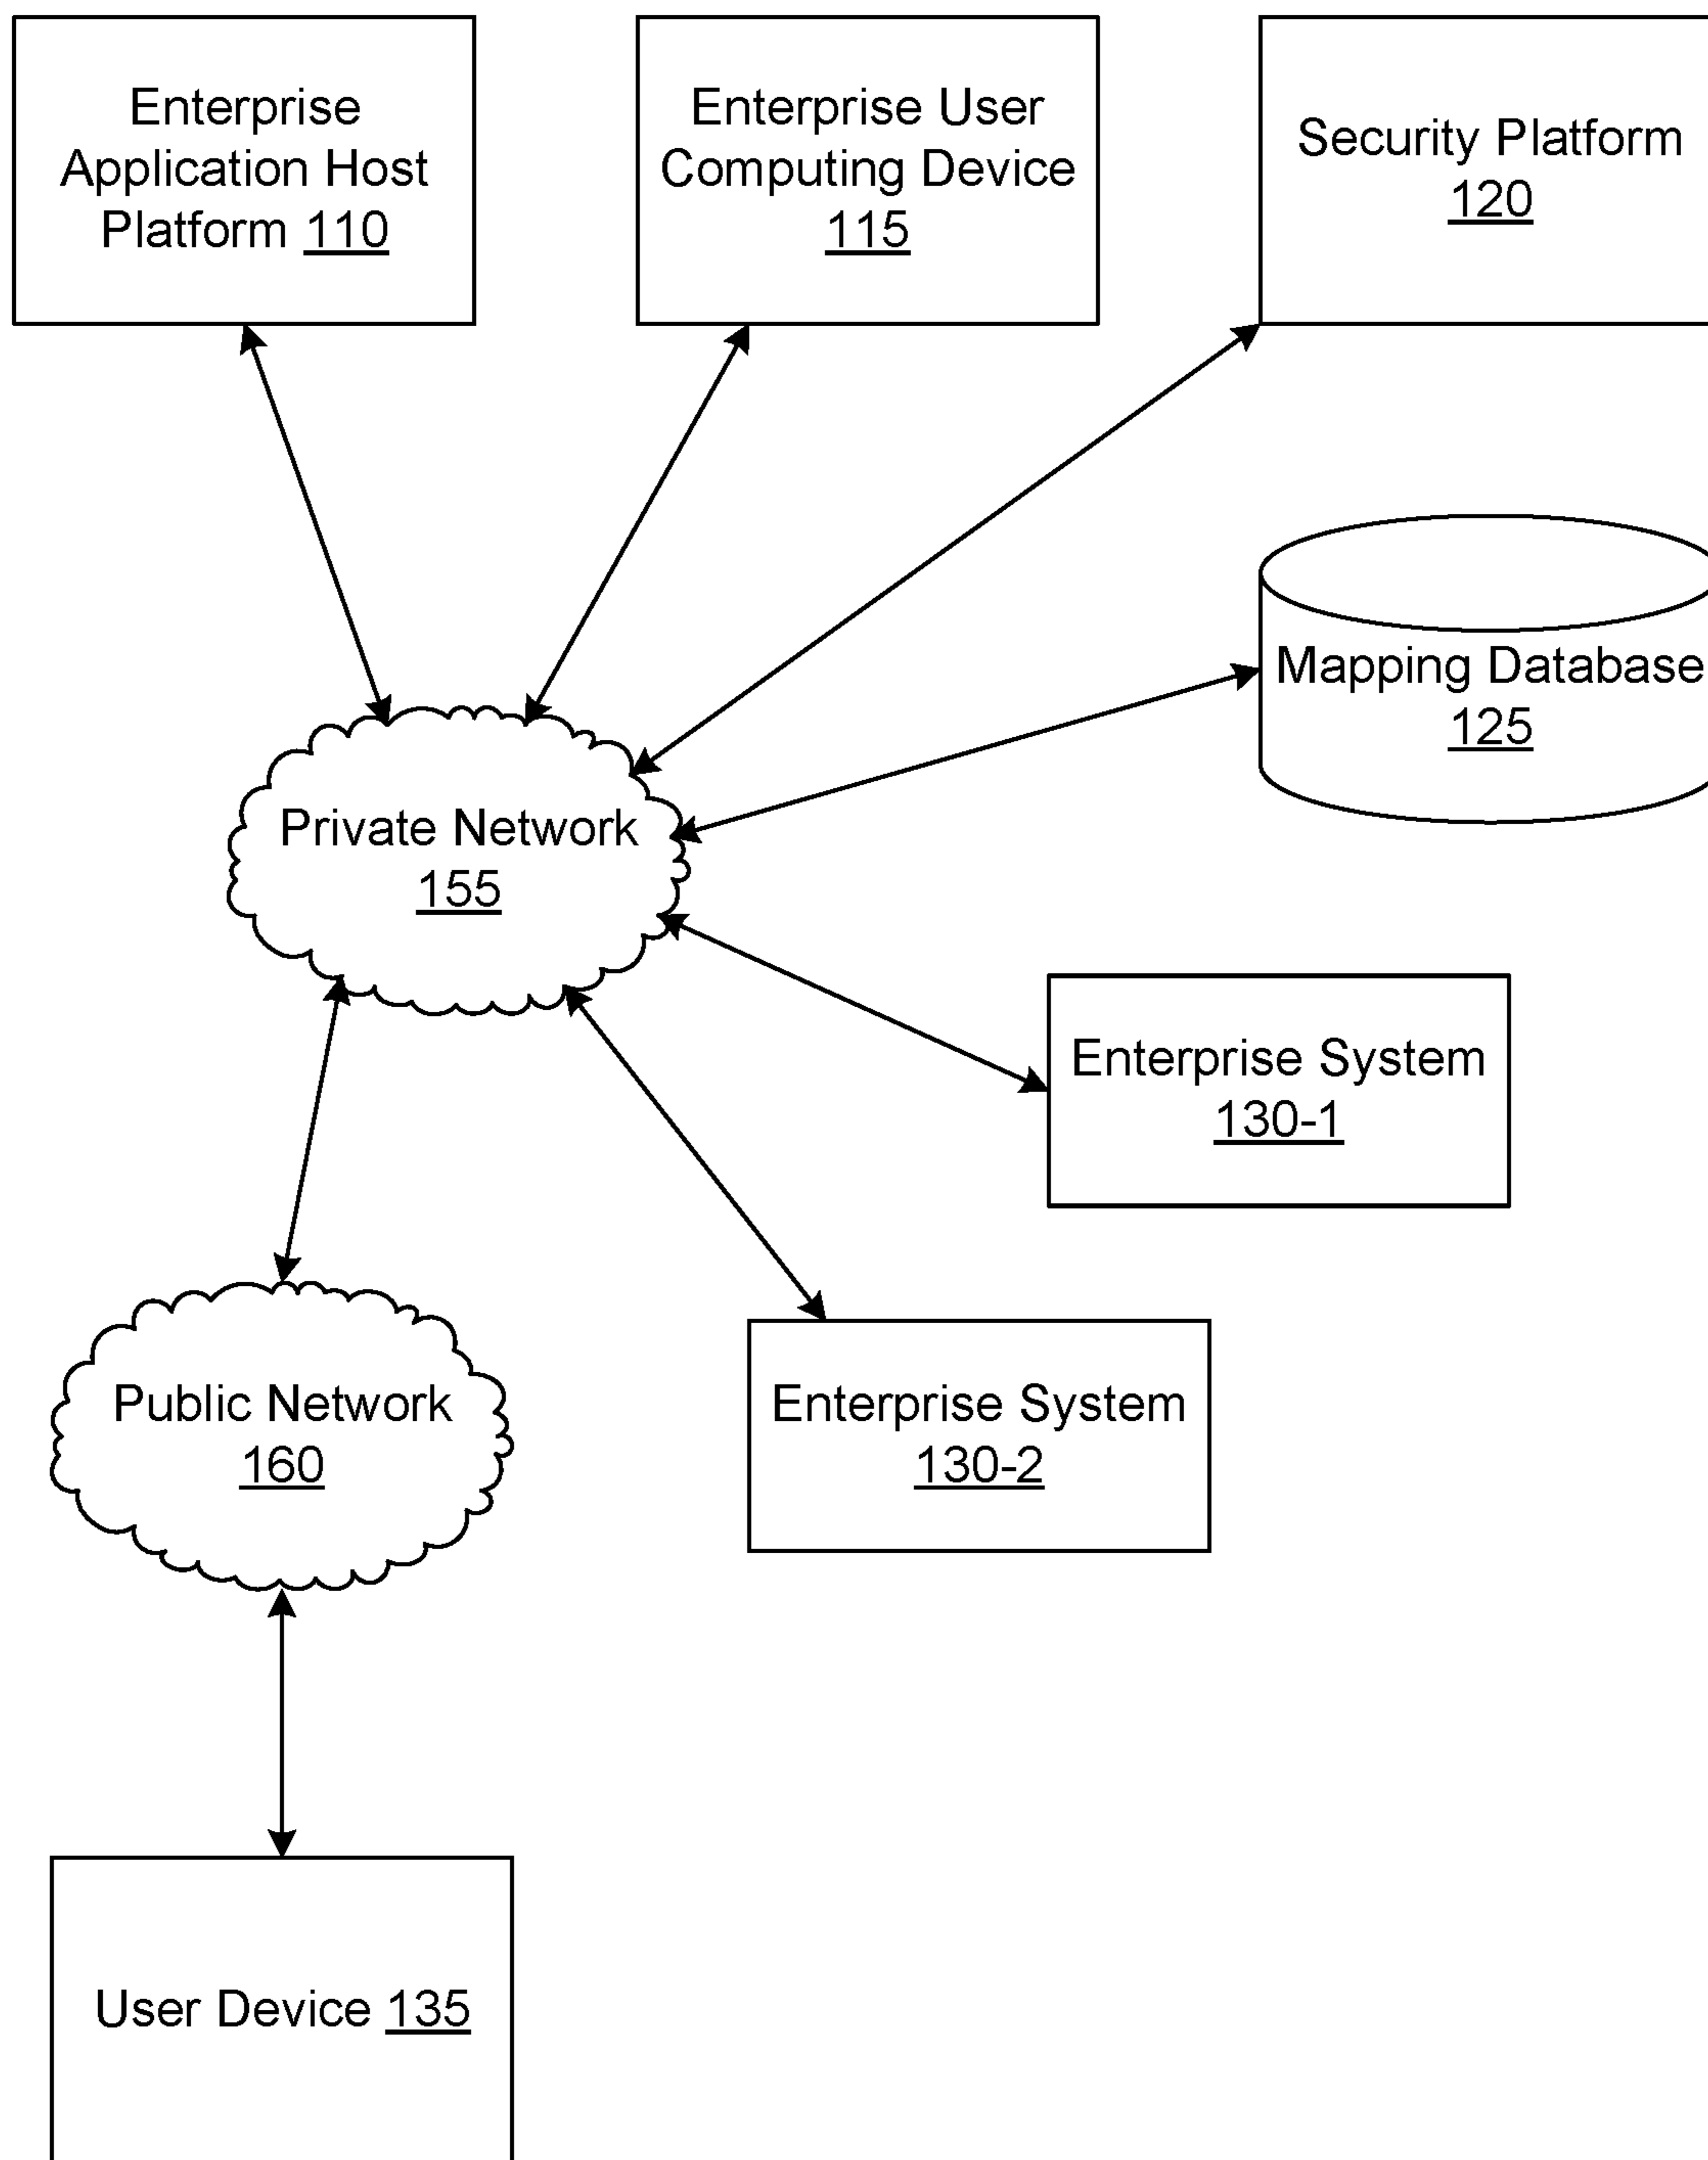 Enterprise
Application Host
Platform 110
Enterprise User
Computing Device
115
Security Platform
120
Mapping Database
125
Private Network
155
Enterprise System
130-1
Public Network
160
Enterprise System
130-2
User Device 135